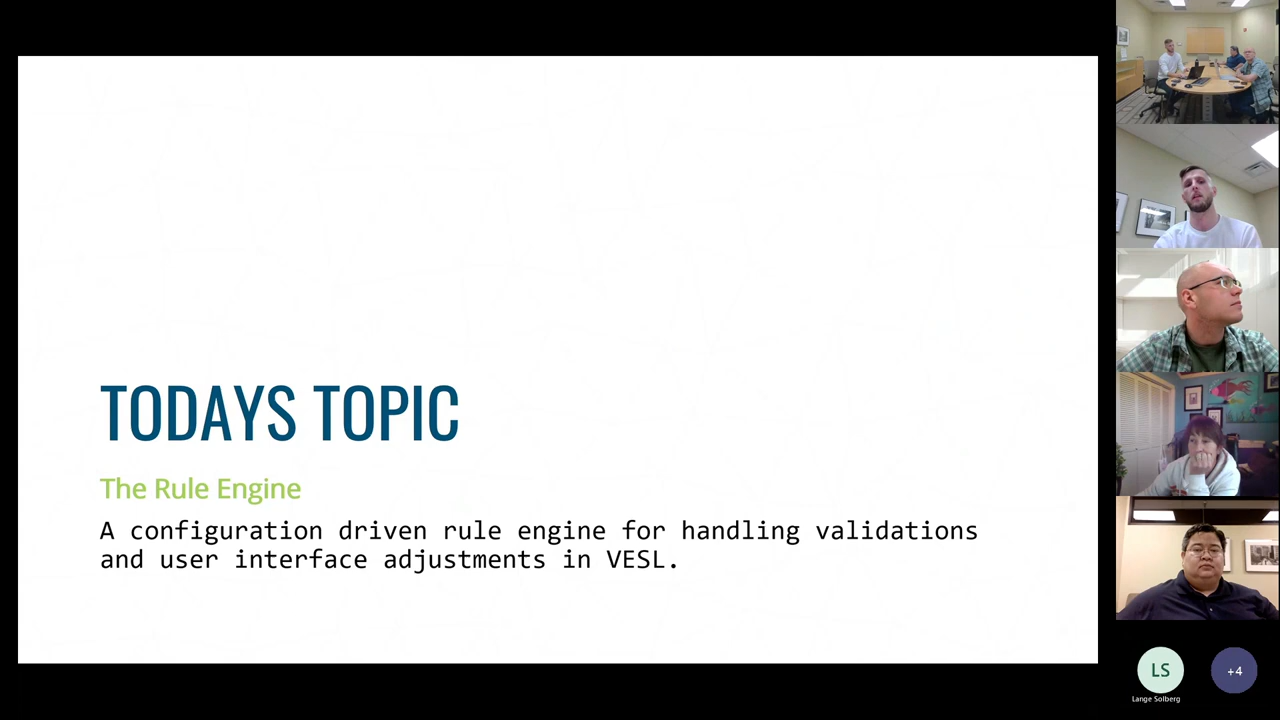 TODAYS TOPIC
The Rule Engine
A configuration driven rule engine for handling validations
and user interface adjustments in VESL.
LS
+4
Lange Solberg